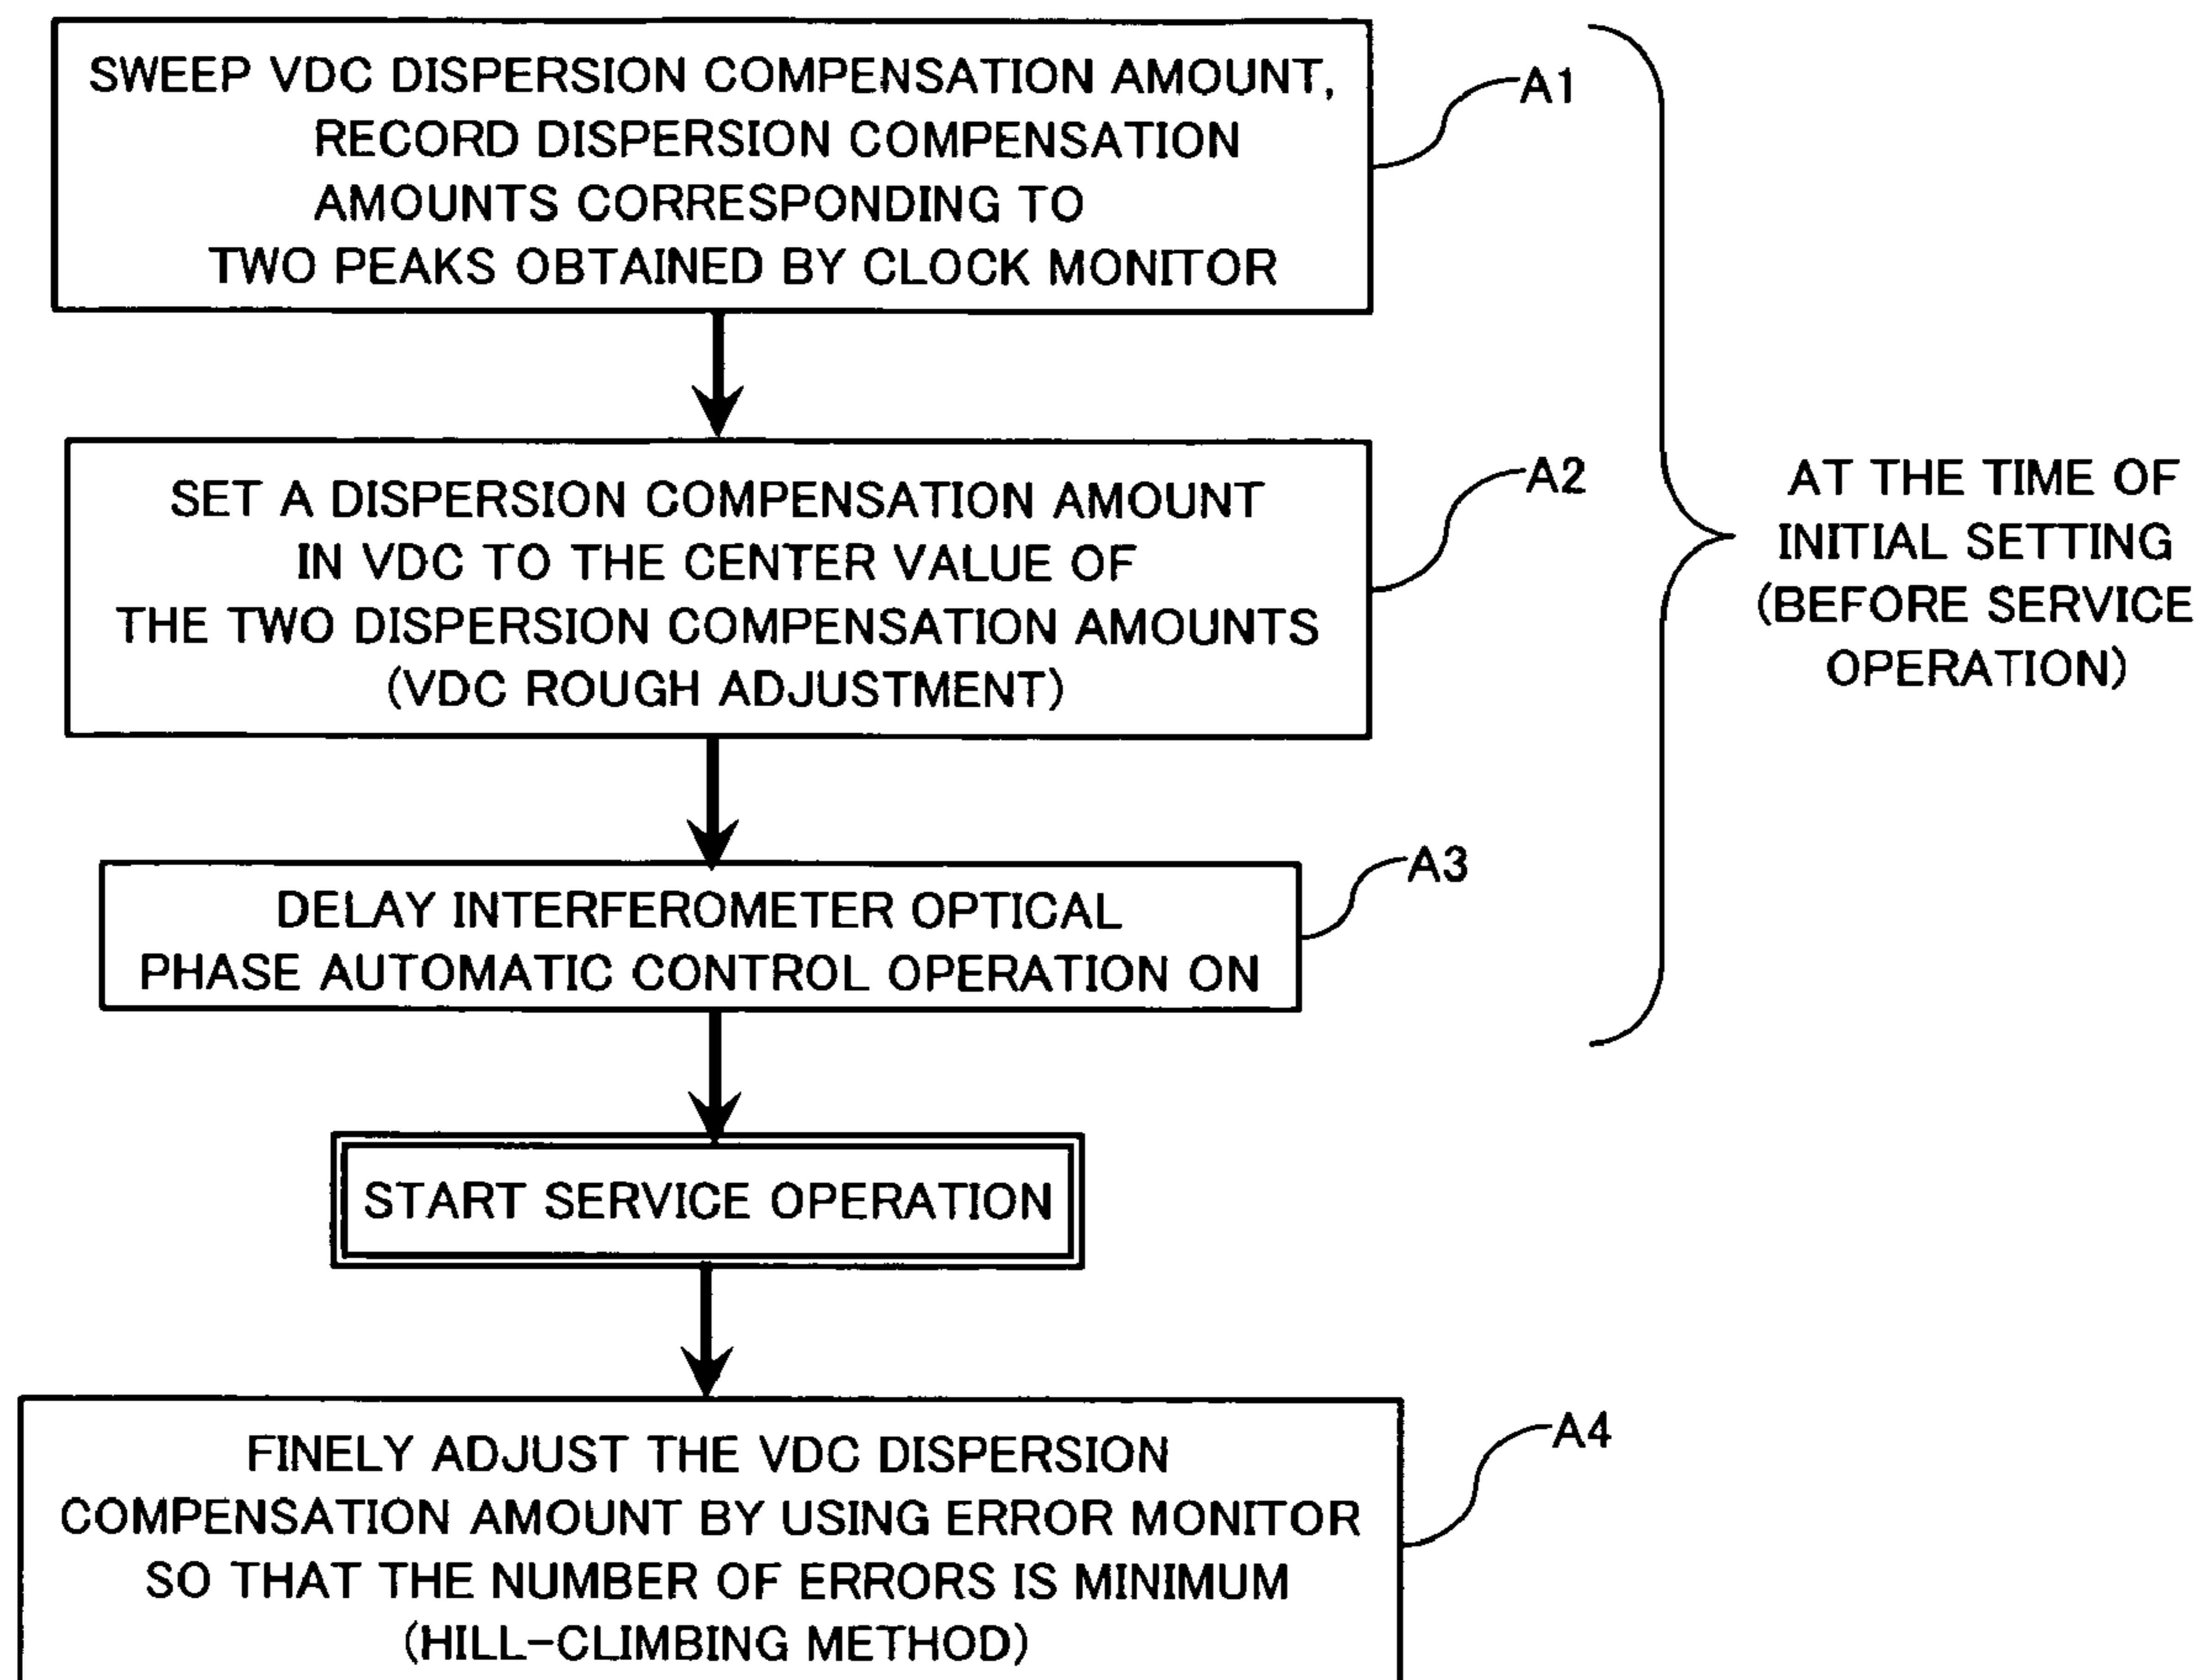 SWEEP VDC DISPERSION COMPENSATION AMOUNT,
RECORD DISPERSION COMPENSATION
AMOUNTS CORRESPONDING TO
TWO PEAKS OBTAINED BY CLOCK MONITOR
A1
SET A DISPERSION COMPENSATION AMOUNT
IN VDC TO THE CENTER VALUE OF
THE TWO DISPERSION COMPENSATION AMOUNTS
(VDC ROUGH ADJUSTMENT)
A2
AT THE TIME OF
INITIAL SETTING
(BEFORE SERVICE
OPERATION)
DELAY INTERFEROMETER OPTICAL
PHASE AUTOMATIC CONTROL OPERATION ON
A3
START SERVICE OPERATION
FINELY ADJUST THE VDC DISPERSION
COMPENSATION AMOUNT BY USING ERROR MONITOR
SO THAT THE NUMBER OF ERRORS IS MINIMUM
(HILL-CLIMBING METHOD)
A4